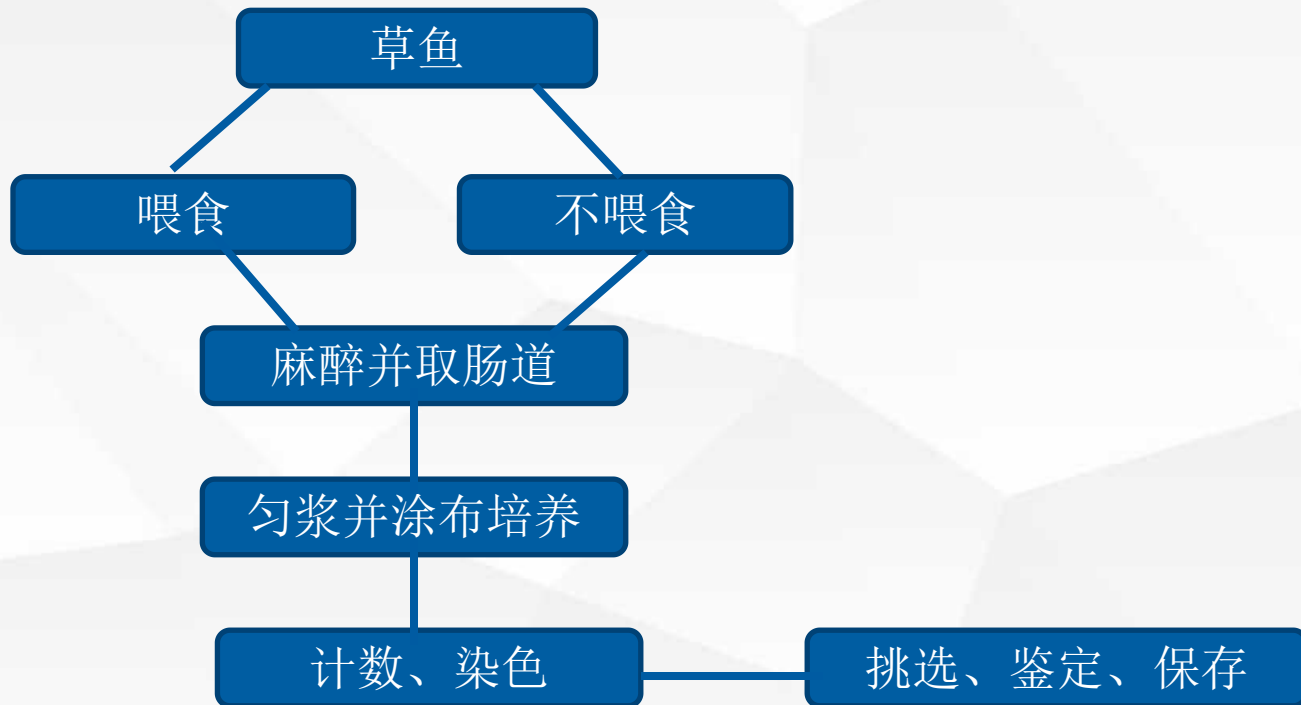 草鱼
喂食
不喂食
麻醉并取肠道
匀浆并涂布培养
计数、染色
挑选、鉴定、保存